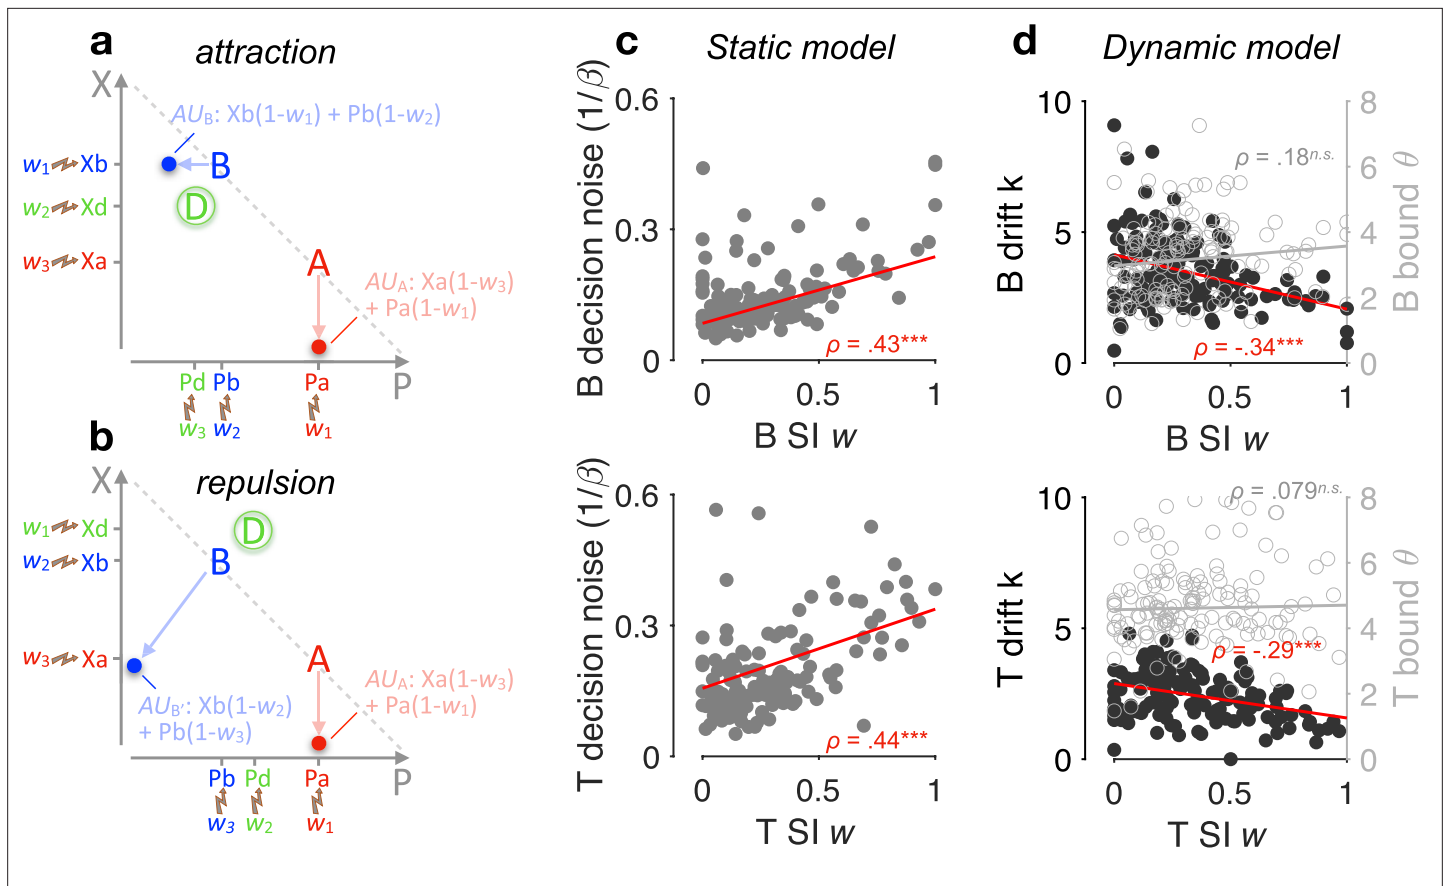 a
attraction
X
AU_B: Xb(1-w₁) + Pb(1-w₂)
w₁ Xb
B
w₂ Xd
D
w₃ Xa
A
AU_A: Xa(1-w₃)
+ Pa(1-w₁)
P
Pd Pb Pa
w₃ w₂ w₁
b
repulsion
X
w₁ Xd
D
w₂ Xb
B
w₃ Xa
A
AU_A: Xa(1-w₃)
+ Pa(1-w₁)
AU_B': Xb(1-w₂)
+ Pb(1-w₃)
P
Pb Pd Pa
w₃ w₂ w₁
c
Static model
B decision noise (1/β)
0.6
0.3
0
ρ = .43***
0 0.5 1
B SI w
T decision noise (1/β)
0.6
0.3
0
ρ = .44***
0 0.5 1
T SI w
d
Dynamic model
B drift k
10
5
0
ρ = .18n.s.
ρ = -.34***
8
6
4
2
0
B bound θ
0 0.5 1
B SI w
T drift k
10
5
0
ρ = .079n.s.
ρ = -.29***
8
6
4
2
0
T bound θ
0 0.5 1
T SI w